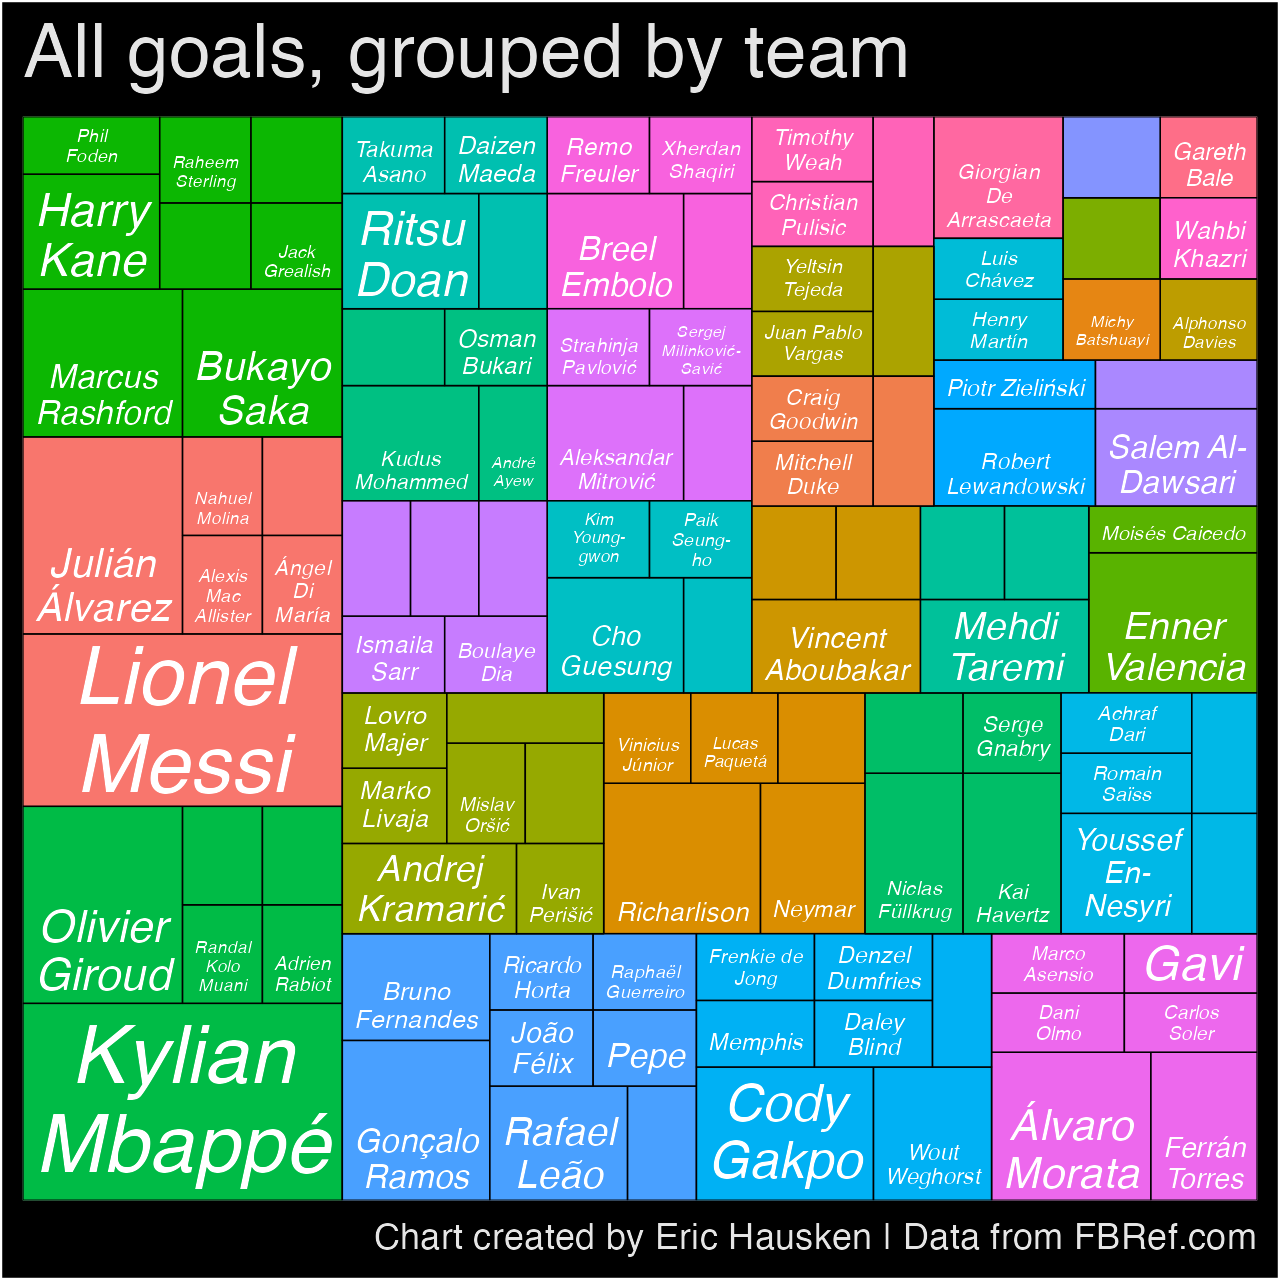 All goals, grouped by team
Phil
Foden
Raheem
Sterling
Harry
Kane
Jack
Grealish
Marcus
Rashford
Bukayo
Saka
Julián
Álvarez
Nahuel
Molina
Alexis
Mac
Allister
Ángel
Di
María
Lionel
Messi
Olivier
Giroud
Randal
Kolo
Muani
Adrien
Rabiot
Kylian
Mbappé
Takuma
Asano
Daizen
Maeda
Ritsu
Doan
Osman
Bukari
Kudus
Mohammed
André
Ayew
Ismaila
Sarr
Boulaye
Dia
Remo
Freuler
Xherdan
Shaqiri
Breel
Embolo
Strahinja
Pavlović
Sergej
Milinković-
Savić
Aleksandar
Mitrović
Kim
Young-
gwon
Paik
Seung-
ho
Cho
Guesung
Timothy
Weah
Christian
Pulisic
Yeltsin
Tejeda
Juan Pablo
Vargas
Craig
Goodwin
Mitchell
Duke
Vincent
Aboubakar
Mehdi
Taremi
Giorgian
De
Arrascaeta
Luis
Chávez
Henry
Martín
Gareth
Bale
Wahbi
Khazri
Michy
Batshuayi
Alphonso
Davies
Piotr Zieliński
Robert
Lewandowski
Salem Al-
Dawsari
Moisés Caicedo
Enner
Valencia
Lovro
Majer
Marko
Livaja
Mislav
Oršić
Andrej
Kramarić
Ivan
Perišić
Vinicius
Júnior
Lucas
Paquetá
Richarlison
Neymar
Serge
Gnabry
Niclas
Füllkrug
Kai
Havertz
Achraf
Dari
Romain
Saïss
Youssef
En-
Nesyri
Bruno
Fernandes
Gonçalo
Ramos
Ricardo
Horta
Raphaël
Guerreiro
João
Félix
Pepe
Rafael
Leão
Frenkie de
Jong
Denzel
Dumfries
Memphis
Daley
Blind
Cody
Gakpo
Wout
Weghorst
Marco
Asensio
Gavi
Dani
Olmo
Carlos
Soler
Álvaro
Morata
Ferrán
Torres
Chart created by Eric Hausken | Data from FBRef.com